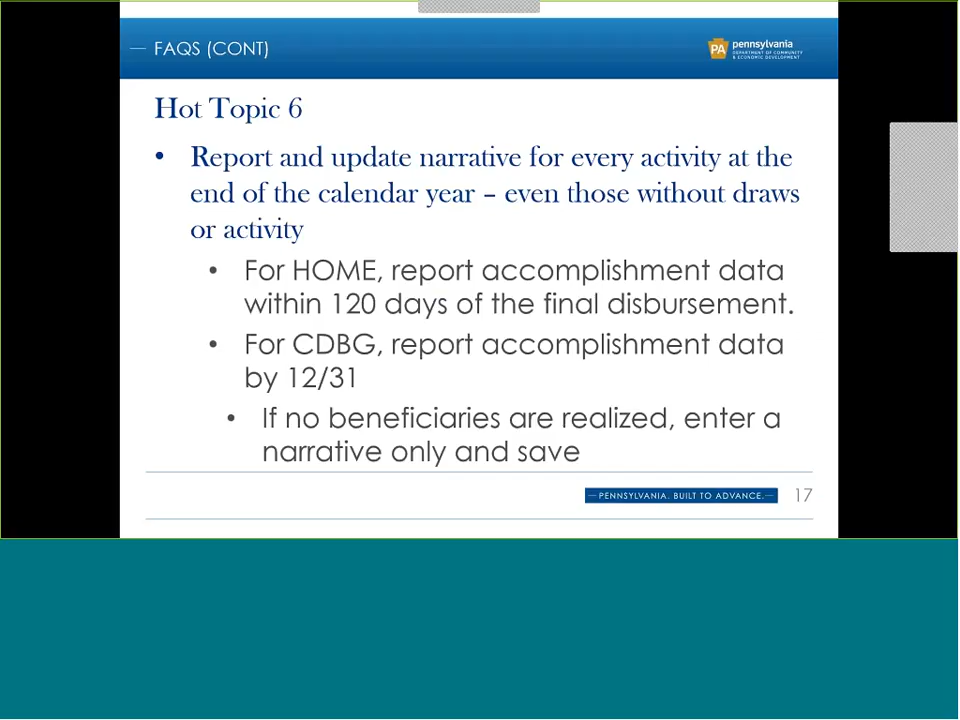 FAQS (CONT)
PA pennsylvania
DEPARTMENT OF COMMUNITY
& ECONOMIC DEVELOPMENT
Hot Topic 6
• Report and update narrative for every activity at the
end of the calendar year – even those without draws
or activity
• For HOME, report accomplishment data
within 120 days of the final disbursement.
• For CDBG, report accomplishment data
by 12/31
• If no beneficiaries are realized, enter a
narrative only and save
PENNSYLVANIA. BUILT TO ADVANCE.
17